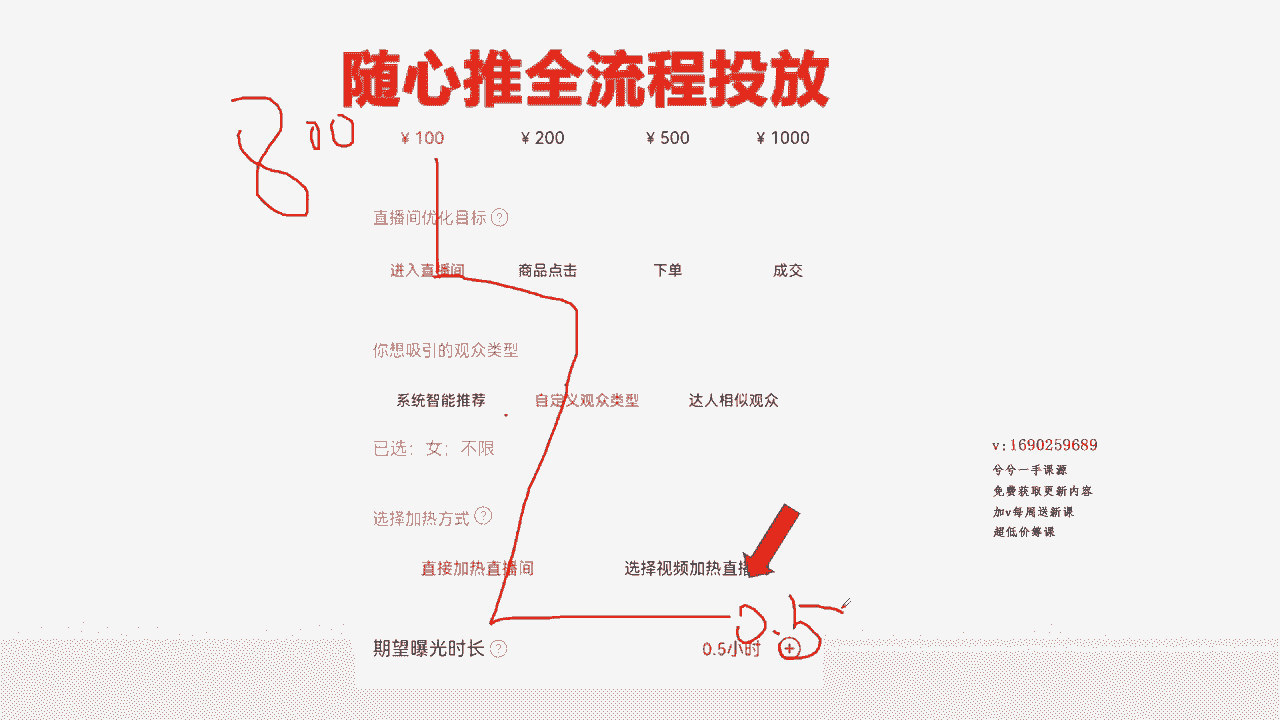 随心推全流程投放
800
¥ 100 ¥ 200 ¥ 500 ¥ 1000
直播间优化目标 ?
进入直播间 商品点击 下单 成交
你想吸引的观众类型
系统智能推荐 自定义观众类型 达人相似观众
已选：女；不限
v:1690259689
兮兮一手课源
免费获取更新内容
加v每周送新课
超低价筹课
选择加热方式 ?
直接加热直播间 选择视频加热直播
0.5
期望曝光时长 ? 0.5小时